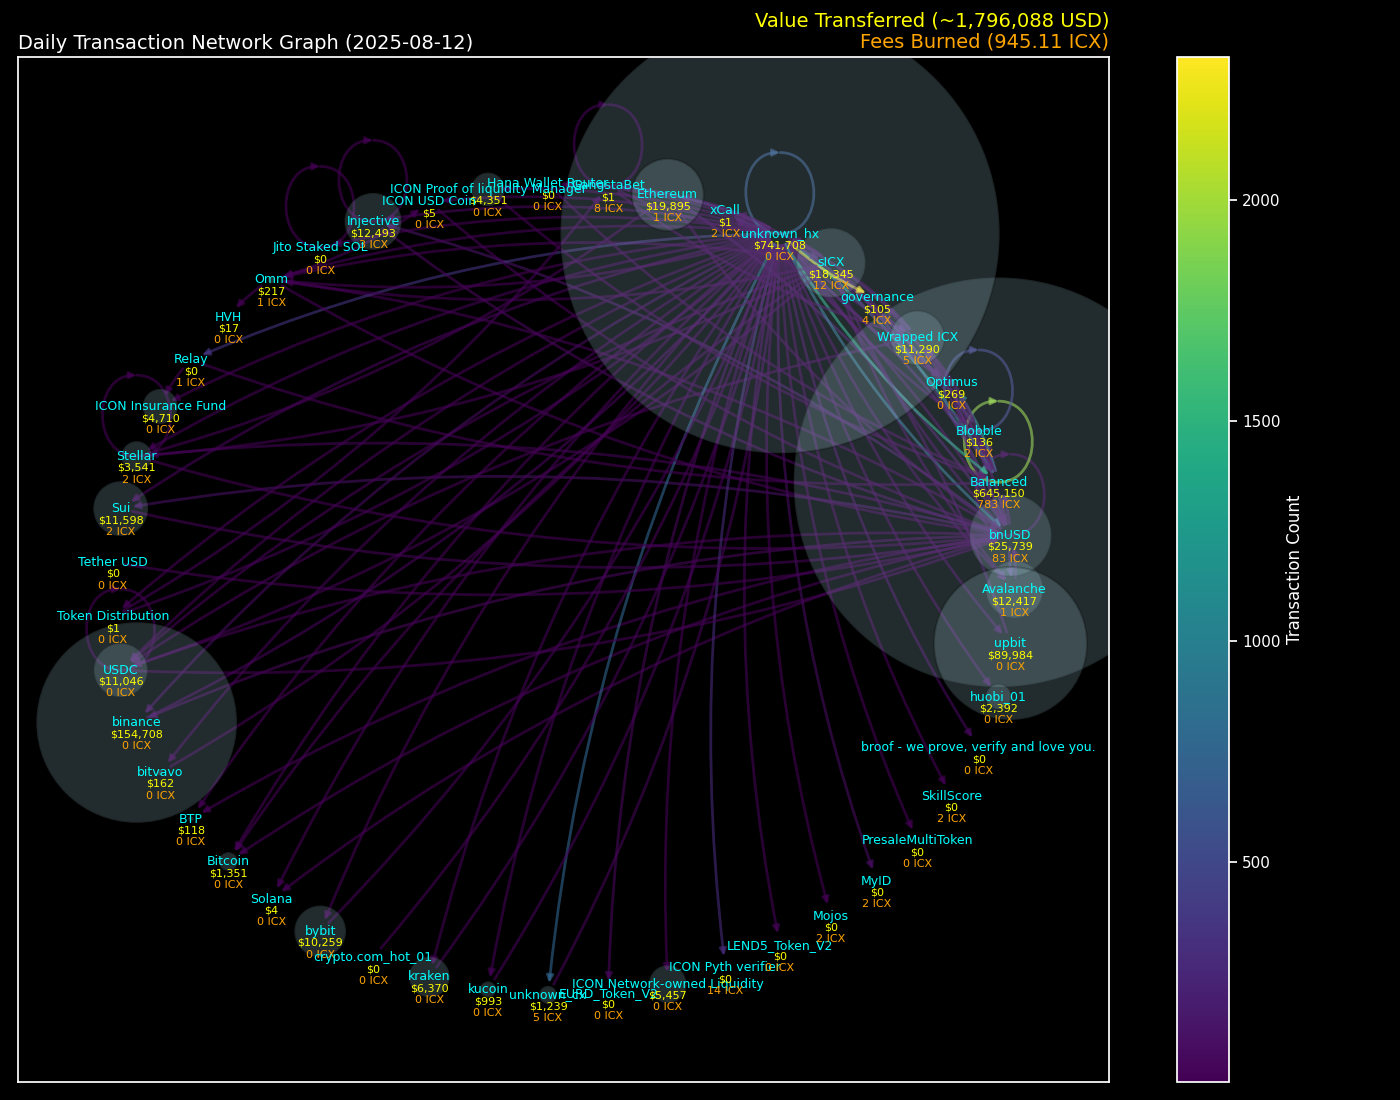 Value Transferred (~1,796,088 USD)
Daily Transaction Network Graph (2025-08-12)
Fees Burned (945.11 ICX)
Hana Wallet Router
$0
0 ICX
GangstaBet
$1
8 ICX
ICON Proof of liquidity Manager
$4,351
0 ICX
Ethereum
$19,895
1 ICX
ICON USD Coin
$5
0 ICX
xCall
$1
2 ICX
Injective
$12,493
3 ICX
unknown_hx
$741,708
0 ICX
Jito Staked SOL
$0
0 ICX
sICX
$18,345
12 ICX
Omm
$217
1 ICX
governance
$105
4 ICX
HVH
$17
0 ICX
Wrapped ICX
$11,290
5 ICX
Relay
$0
1 ICX
Optimus
$269
0 ICX
ICON Insurance Fund
$4,710
0 ICX
Blobble
$136
2 ICX
Stellar
$3,541
2 ICX
Balanced
$645,150
783 ICX
Sui
$11,598
2 ICX
bnUSD
$25,739
83 ICX
Tether USD
$0
0 ICX
Avalanche
$12,417
1 ICX
Token Distribution
$1
0 ICX
upbit
$89,984
0 ICX
USDC
$11,046
0 ICX
huobi_01
$2,392
0 ICX
binance
$154,708
0 ICX
broof - we prove, verify and love you.
$0
0 ICX
bitvavo
$162
0 ICX
SkillScore
$0
2 ICX
BTP
$118
0 ICX
PresaleMultiToken
$0
0 ICX
Bitcoin
$1,351
0 ICX
MyID
$0
2 ICX
Solana
$4
0 ICX
Mojos
$0
2 ICX
bybit
$10,259
0 ICX
LEND5_Token_V2
$0
0 ICX
crypto.com_hot_01
$0
0 ICX
ICON Pyth verifier
$0
14 ICX
kraken
$6,370
0 ICX
ICON Network-owned Liquidity
$5,457
0 ICX
kucoin
$993
0 ICX
unknown_cx
$1,239
5 ICX
$0
0 ICX
2000
1500
1000
500
Transaction Count